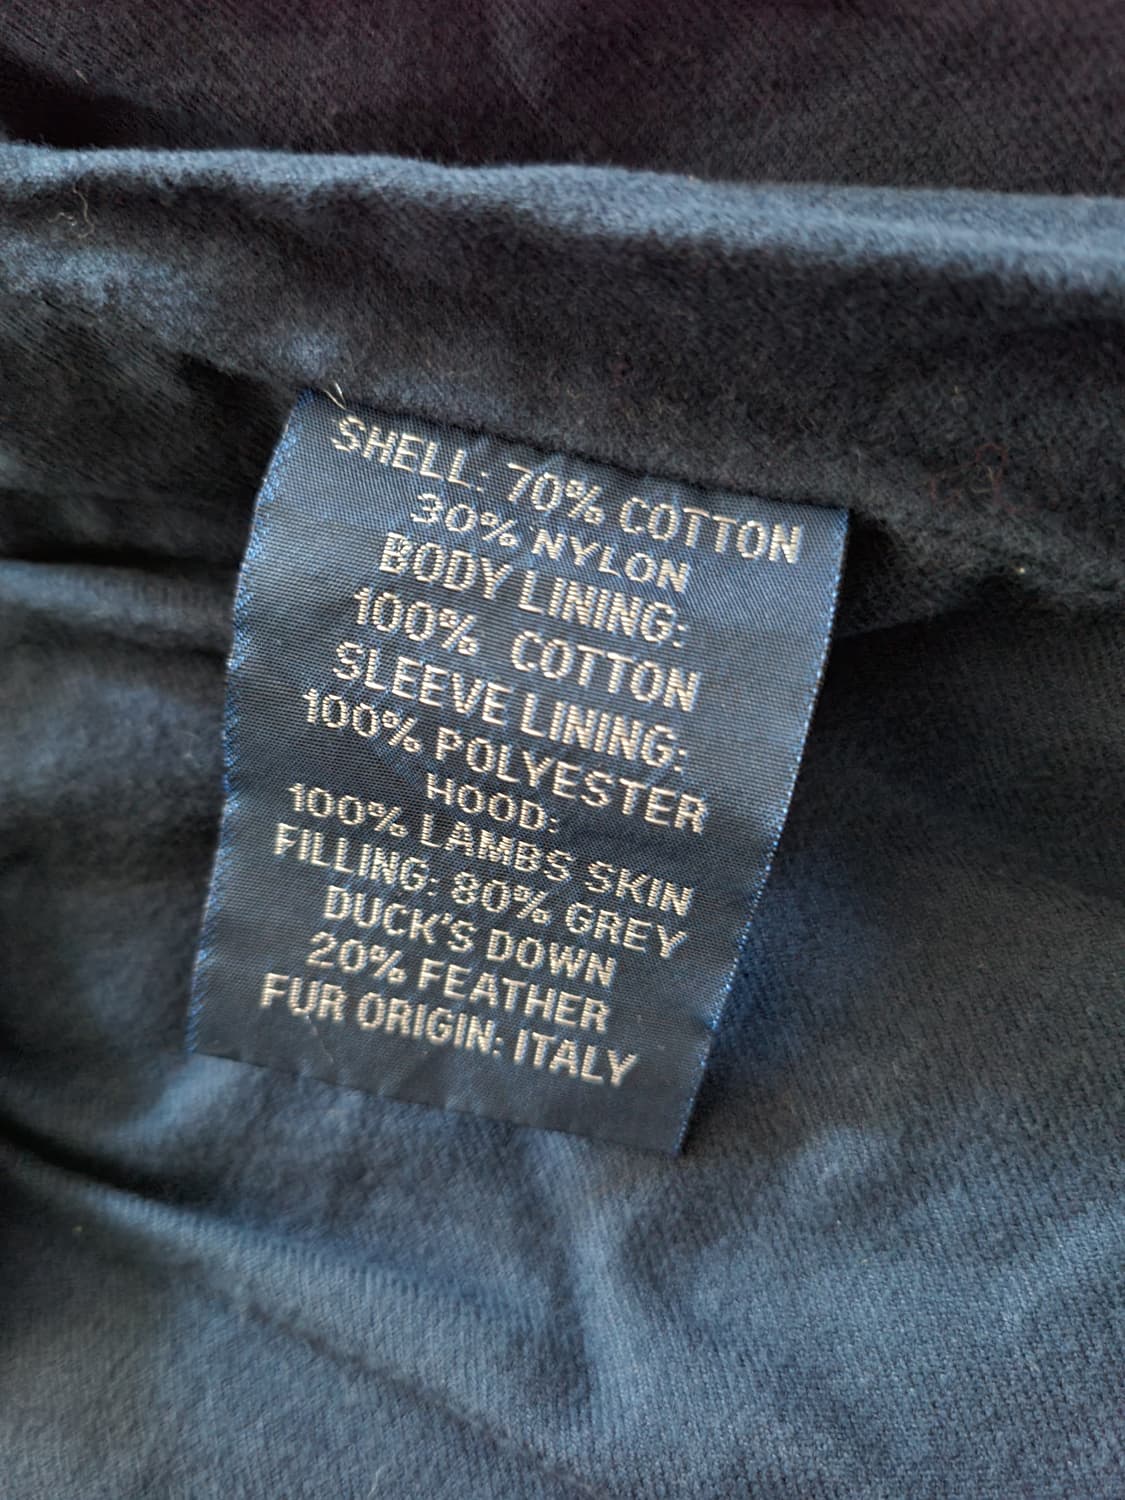 SHELL: 70% COTTON
30% NYLON
BODY LINING:
100% COTTON
SLEEVE LINING:
100% POLYESTER
HOOD:
100% LAMBS SKIN
FILLING: 80% GREY
DUCK'S DOWN
20% FEATHER
FUR ORIGIN: ITALY